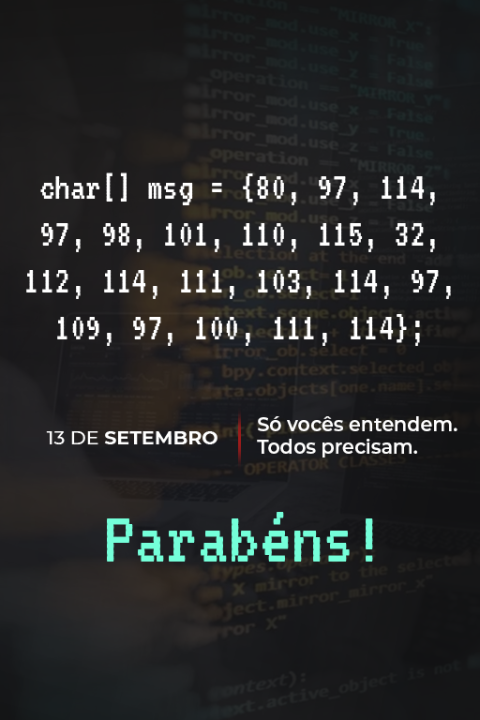 char[] msg = {80, 97, 114,
97, 98, 101, 110, 115, 32,
112, 114, 111, 103, 114, 97,
109, 97, 100, 111, 114};
13 DE SETEMBRO
Só vocês entendem.
Todos precisam.
Parabéns!